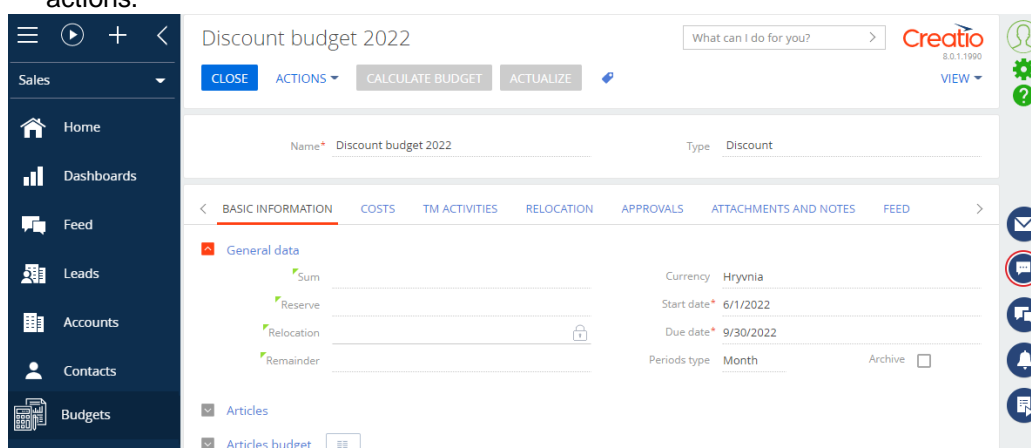 actions.
Discount budget 2022
What can I do for you?
Creatio
8.0.1.1990
Sales
CLOSE
ACTIONS
CALCULATE BUDGET
ACTUALIZE
VIEW
Home
Name* Discount budget 2022
Type Discount
Dashboards
BASIC INFORMATION
COSTS
TM ACTIVITIES
RELOCATION
APPROVALS
ATTACHMENTS AND NOTES
FEED
Feed
General data
Leads
Sum
Currency Hryvnia
Reserve
Start date* 6/1/2022
Accounts
Relocation
Due date* 9/30/2022
Remainder
Periods type Month
Archive
Contacts
Budgets
Articles
Articles budget